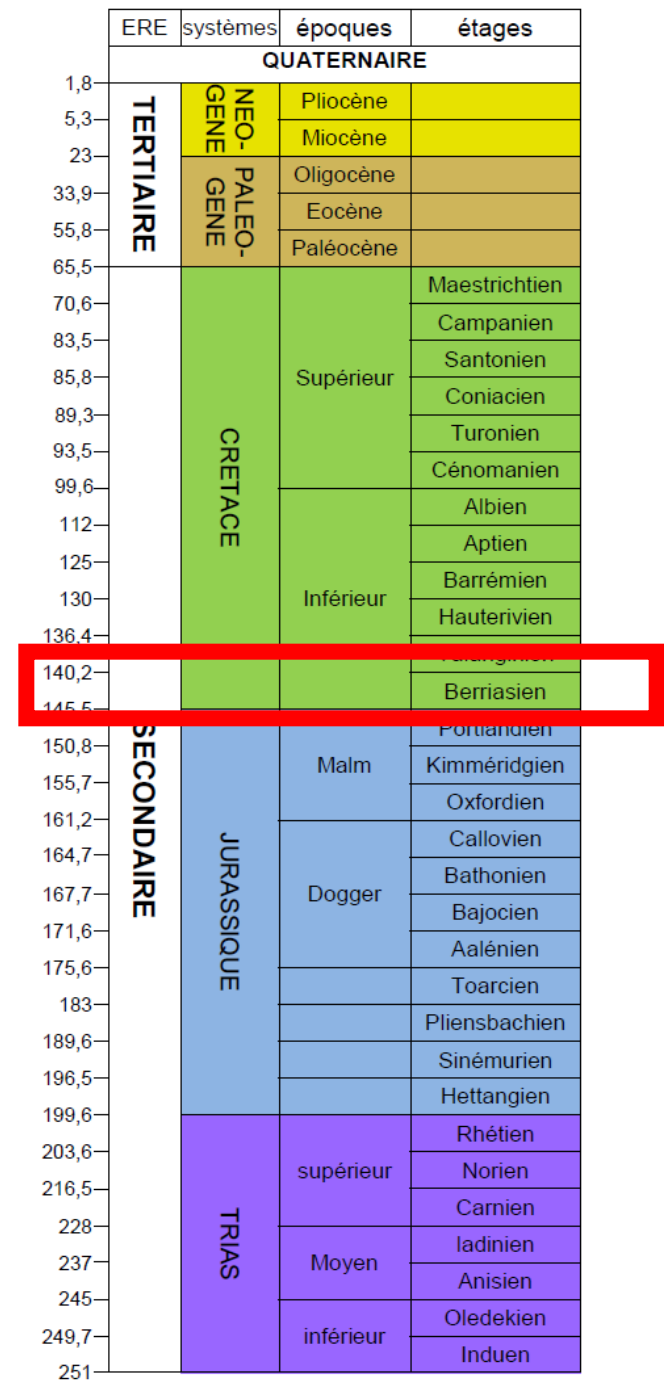 ERE systèmes époques étages
QUATERNAIRE
1,8
TERTIAIRE
NEO-
GENE
Pliocène
5,3
Miocène
23
PALEO-
GENE
Oligocène
33,9
Eocène
55,8
Paléocène
65,5
SECONDAIRE
CRETACE
Supérieur
Maestrichtien
70,6
Campanien
83,5
Santonien
85,8
Coniacien
89,3
Turonien
93,5
Cénomanien
99,6
Inférieur
Albien
112
Aptien
125
Barrémien
130
Hauterivien
136,4
140,2
Berriasien
145,5
JURASSIQUE
Malm
Portlandien
150,8
Kimméridgien
155,7
Oxfordien
161,2
Dogger
Callovien
164,7
Bathonien
167,7
Bajocien
171,6
Aalénien
175,6
Toarcien
183
Pliensbachien
189,6
Sinémurien
196,5
Hettangien
199,6
TRIAS
supérieur
Rhétien
203,6
Norien
216,5
Carnien
228
Moyen
ladinien
237
Anisien
245
inférieur
Oledekien
249,7
Induen
251